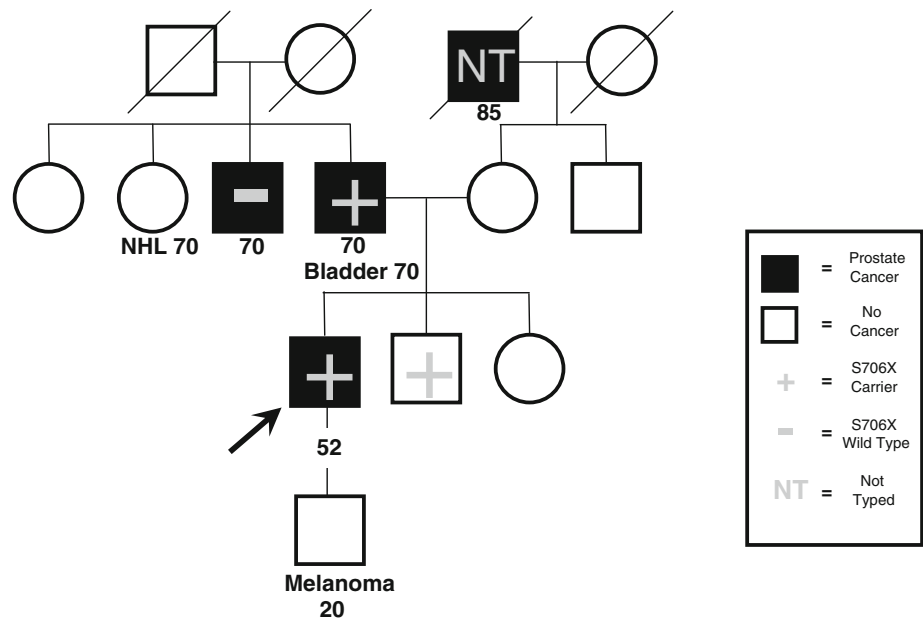 NT
85
-
+
NHL 70
70
70
Bladder 70
+
+
52
Melanoma
20
= Prostate
Cancer
= No
Cancer
+ = S706X
Carrier
- = S706X
Wild Type
NT = Not
Typed